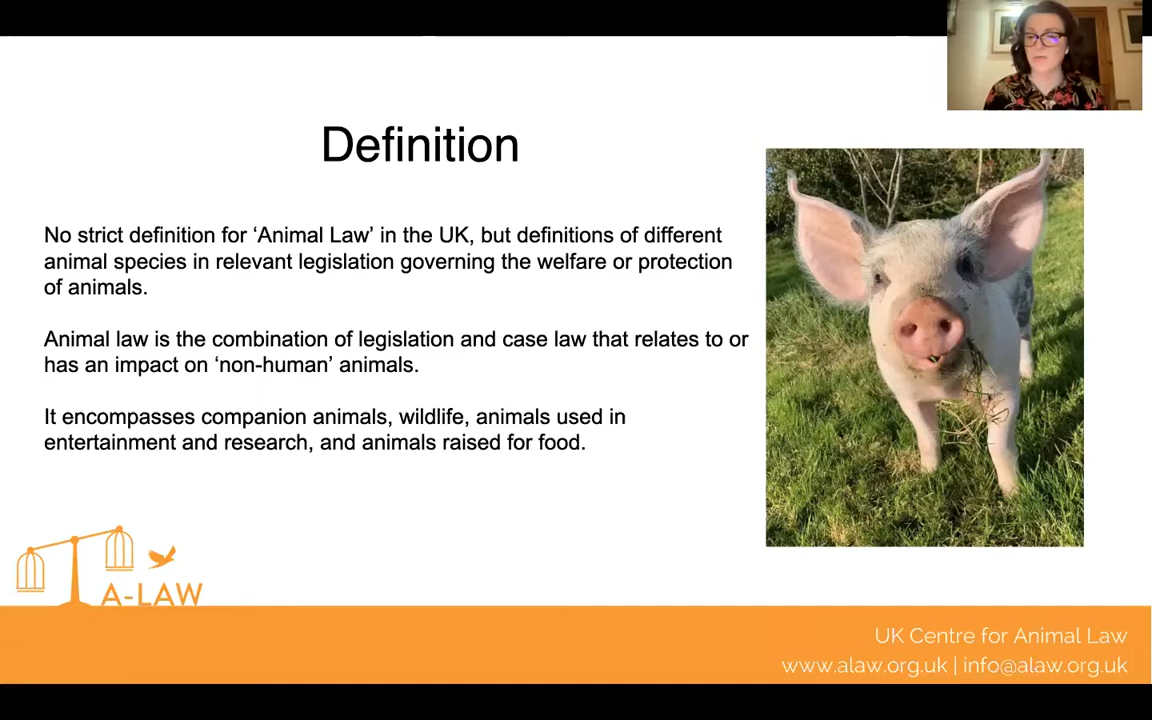 Definition
No strict definition for ‘Animal Law’ in the UK, but definitions of different
animal species in relevant legislation governing the welfare or protection
of animals.
Animal law is the combination of legislation and case law that relates to or
has an impact on ‘non-human’ animals.
It encompasses companion animals, wildlife, animals used in
entertainment and research, and animals raised for food.
A-LAW
UK Centre for Animal Law
www.alaw.org.uk | info@alaw.org.uk